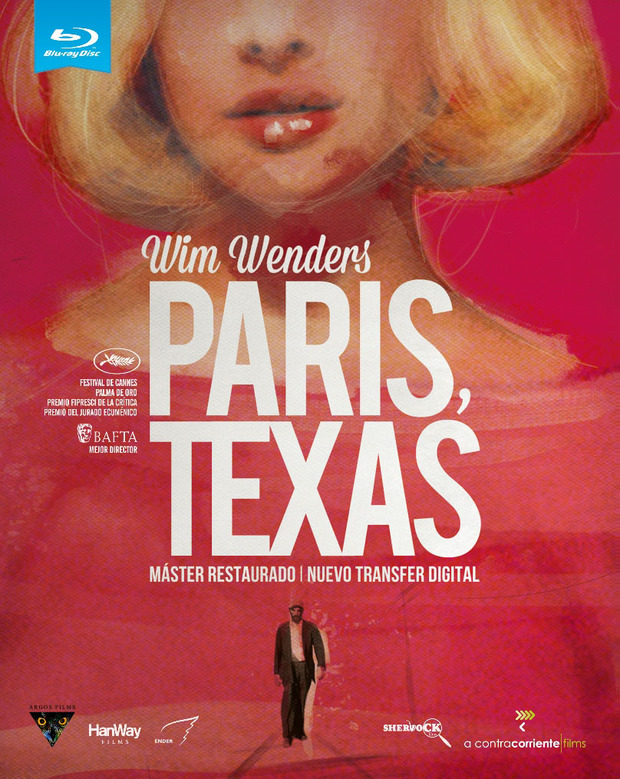 Blu-ray Disc
Wim Wenders
PARIS,
TEXAS
FESTIVAL DE CANNES
PALMA DE ORO
PREMIO FIPRESCI DE LA CRÍTICA
PREMIO DEL JURADO ECUMÉNICO
BAFTA
MEJOR DIRECTOR
MÁSTER RESTAURADO | NUEVO TRANSFER DIGITAL
ARGOS FILMS
HanWay
FILMS
ENDER
SHERLOCK
a contracorriente|films